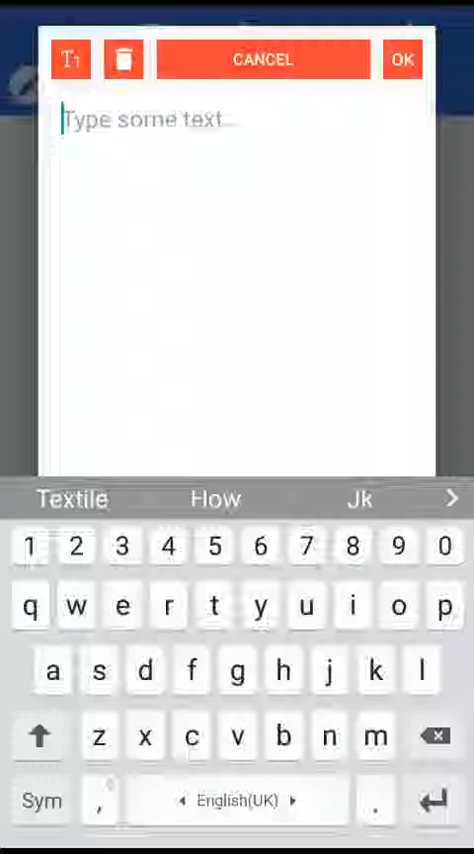 T1 CANCEL OK
Type some text...
Textile How Jk
1 2 3 4 5 6 7 8 9 0
q w e r t y u i o p
a s d f g h j k l
z x c v b n m
Sym , English(UK) .